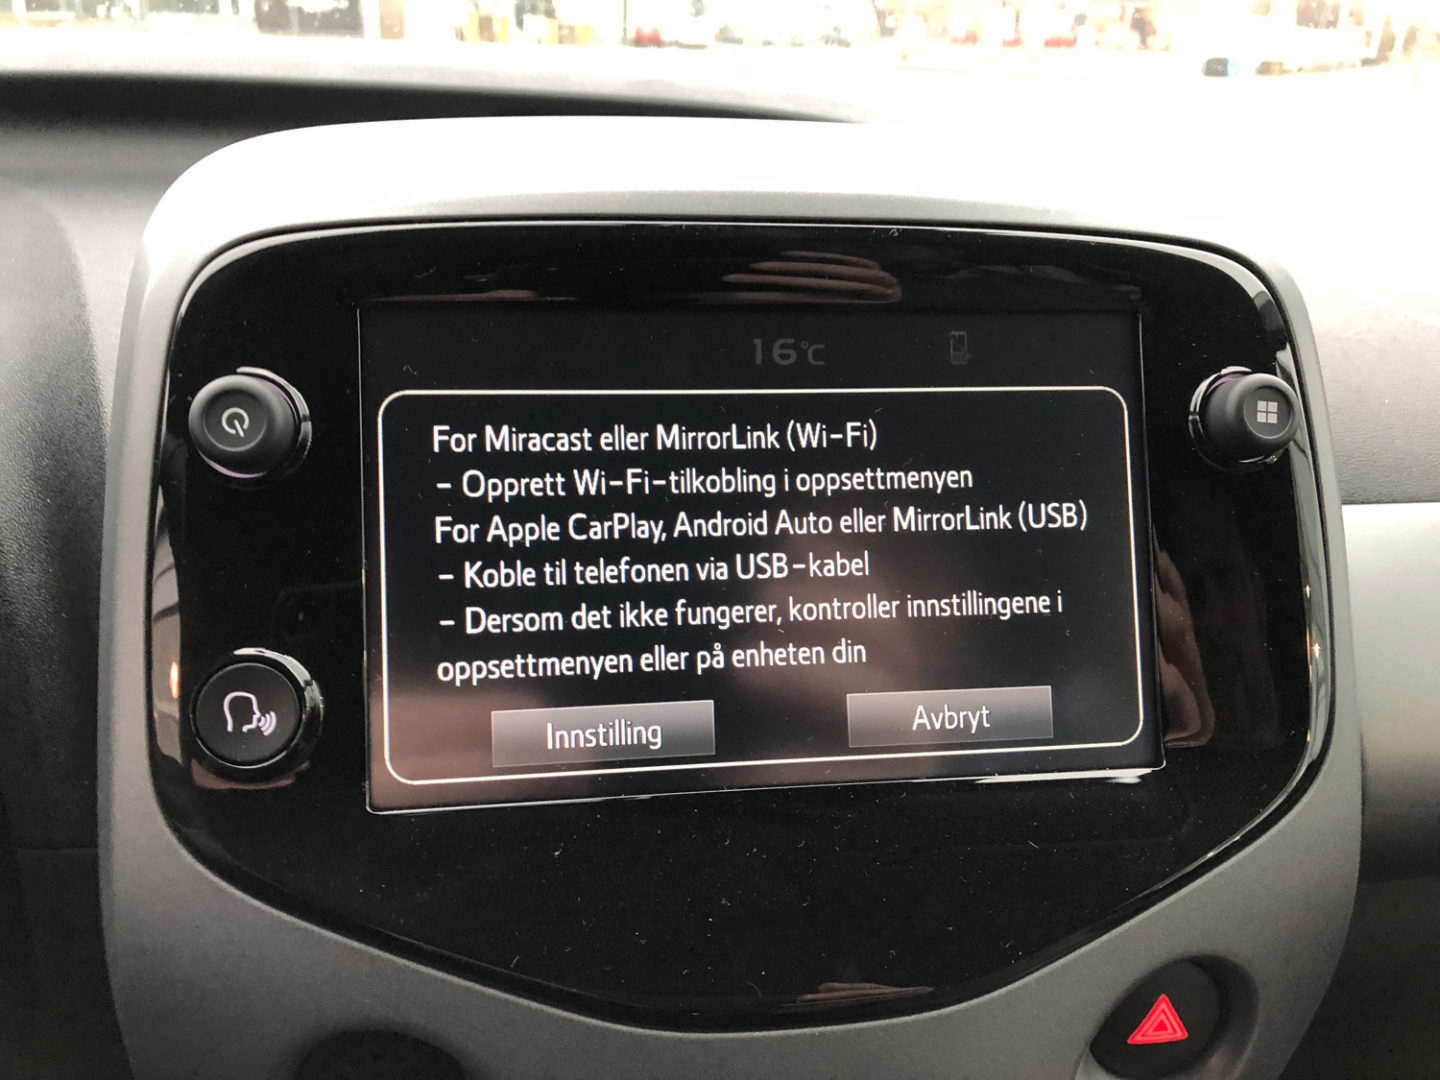 16°C
For Miracast eller MirrorLink (Wi-Fi)
- Opprett Wi-Fi-tilkobling i oppsettmenyen
For Apple CarPlay, Android Auto eller MirrorLink (USB)
- Koble til telefonen via USB-kabel
- Dersom det ikke fungerer, kontroller innstillingene i
oppsettmenyen eller på enheten din
Innstilling
Avbryt